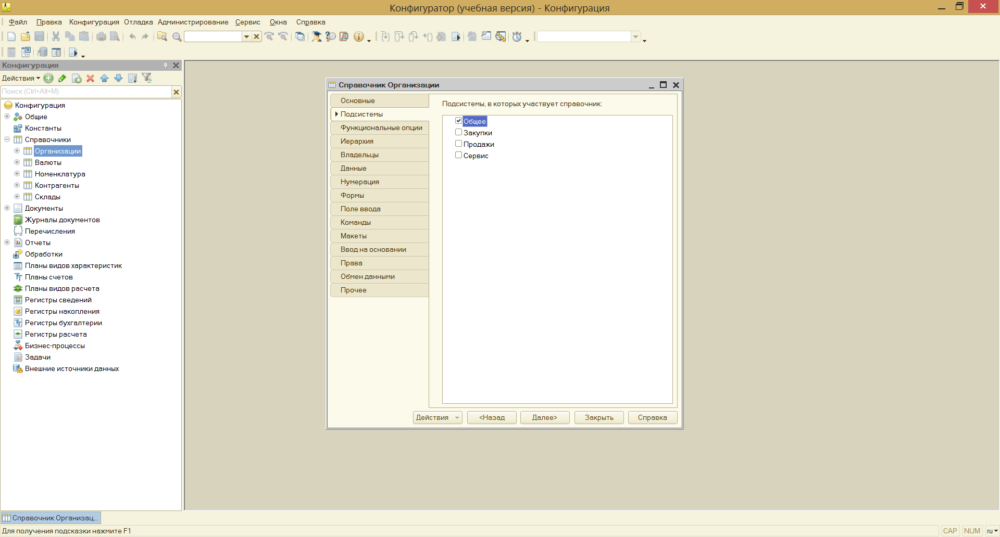 Конфигуратор (учебная версия) - Конфигурация
Файл Правка Конфигурация Отладка Администрирование Сервис Окна Справка
Конфигурация
Действия
Поиск (Ctrl+Alt+M)
Конфигурация
Общие
Константы
Справочники
Организации
Валюты
Номенклатура
Контрагенты
Склады
Документы
Журналы документов
Перечисления
Отчеты
Обработки
Планы видов характеристик
Планы счетов
Планы видов расчета
Регистры сведений
Регистры накопления
Регистры бухгалтерии
Регистры расчета
Бизнес-процессы
Задачи
Внешние источники данных
Справочник Организации
Основные
Подсистемы
Функциональные опции
Иерархия
Владельцы
Данные
Нумерация
Формы
Поле ввода
Команды
Макеты
Ввод на основании
Права
Обмен данными
Прочее
Подсистемы, в которых участвует справочник:
Общее
Закупки
Продажи
Сервис
Действия <Назад Далее> Закрыть Справка
Справочник Организац...
Для получения подсказки нажмите F1
CAP NUM ru